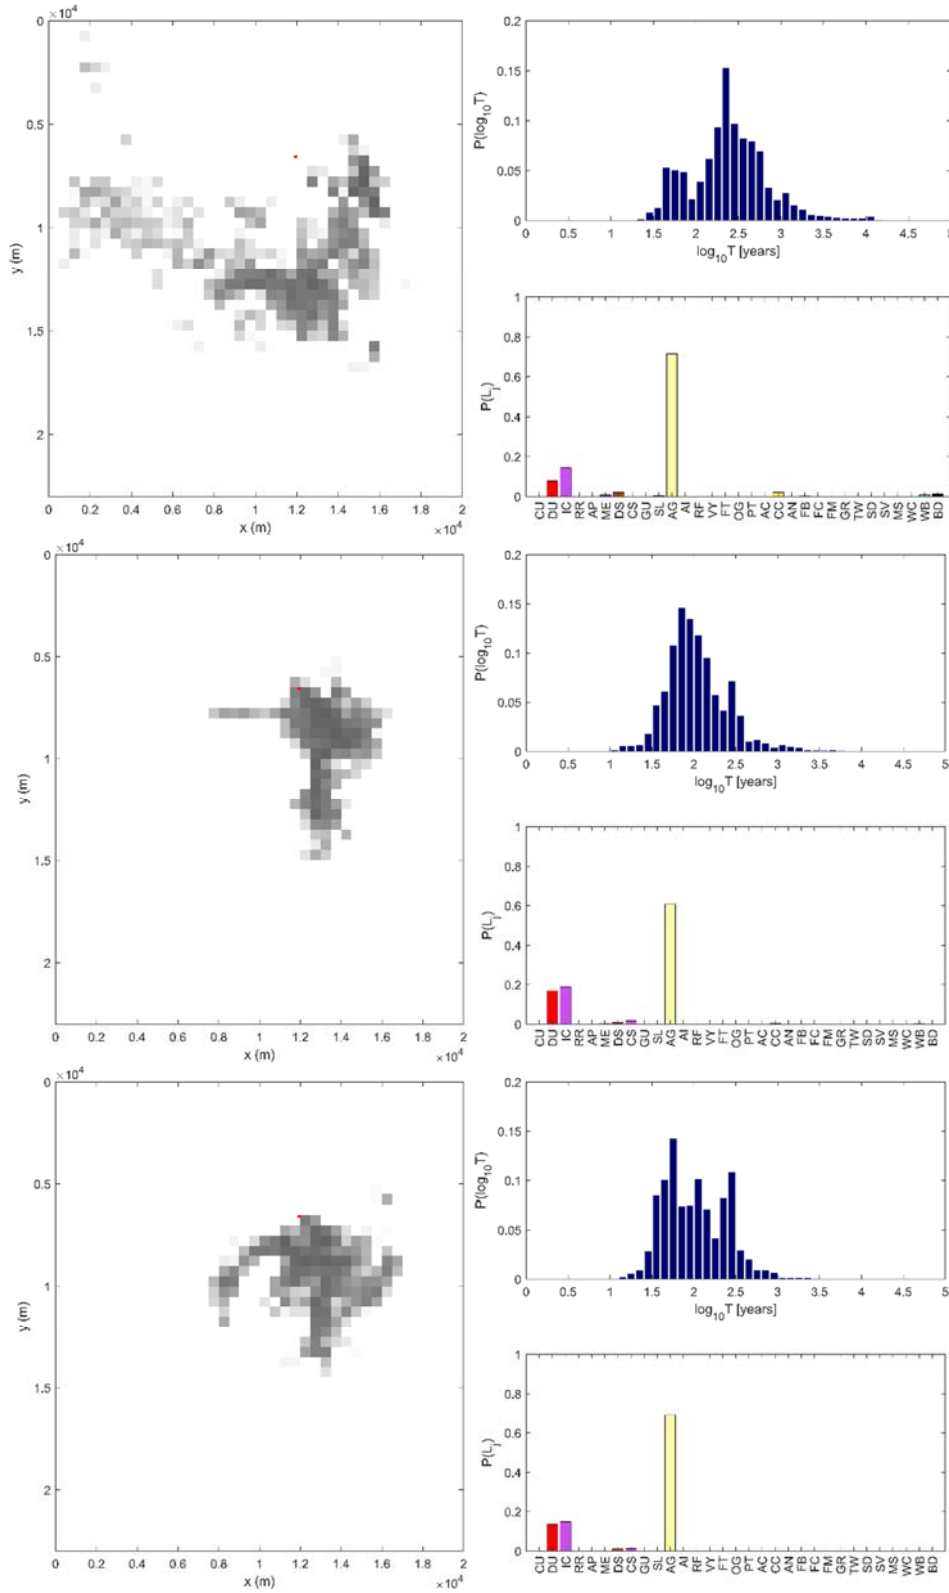 ×10⁴
0
0.5
1
1.5
2
y (m)
0 0.2 0.4 0.6 0.8 1 1.2 1.4 1.6 1.8 2
x (m)
×10⁴
0.2
0.15
0.1
0.05
0
P(log₁₀T)
0 0.5 1 1.5 2 2.5 3 3.5 4 4.5 5
log₁₀T [years]
1
0.8
0.6
0.4
0.2
0
P(Lⱼ)
CU DU IC RR AP ME DS CS GU SL AG AI RF VY FT OG PT AC CC AN FB FC FM GR TW SD SV MS WC WB BD
×10⁴
0
0.5
1
1.5
2
y (m)
0 0.2 0.4 0.6 0.8 1 1.2 1.4 1.6 1.8 2
x (m)
×10⁴
0.2
0.15
0.1
0.05
0
P(log₁₀T)
0 0.5 1 1.5 2 2.5 3 3.5 4 4.5 5
log₁₀T [years]
1
0.8
0.6
0.4
0.2
0
P(Lⱼ)
CU DU IC RR AP ME DS CS GU SL AG AI RF VY FT OG PT AC CC AN FB FC FM GR TW SD SV MS WC WB BD
×10⁴
0
0.5
1
1.5
2
y (m)
0 0.2 0.4 0.6 0.8 1 1.2 1.4 1.6 1.8 2
x (m)
×10⁴
0.2
0.15
0.1
0.05
0
P(log₁₀T)
0 0.5 1 1.5 2 2.5 3 3.5 4 4.5 5
log₁₀T [years]
1
0.8
0.6
0.4
0.2
0
P(Lⱼ)
CU DU IC RR AP ME DS CS GU SL AG AI RF VY FT OG PT AC CC AN FB FC FM GR TW SD SV MS WC WB BD